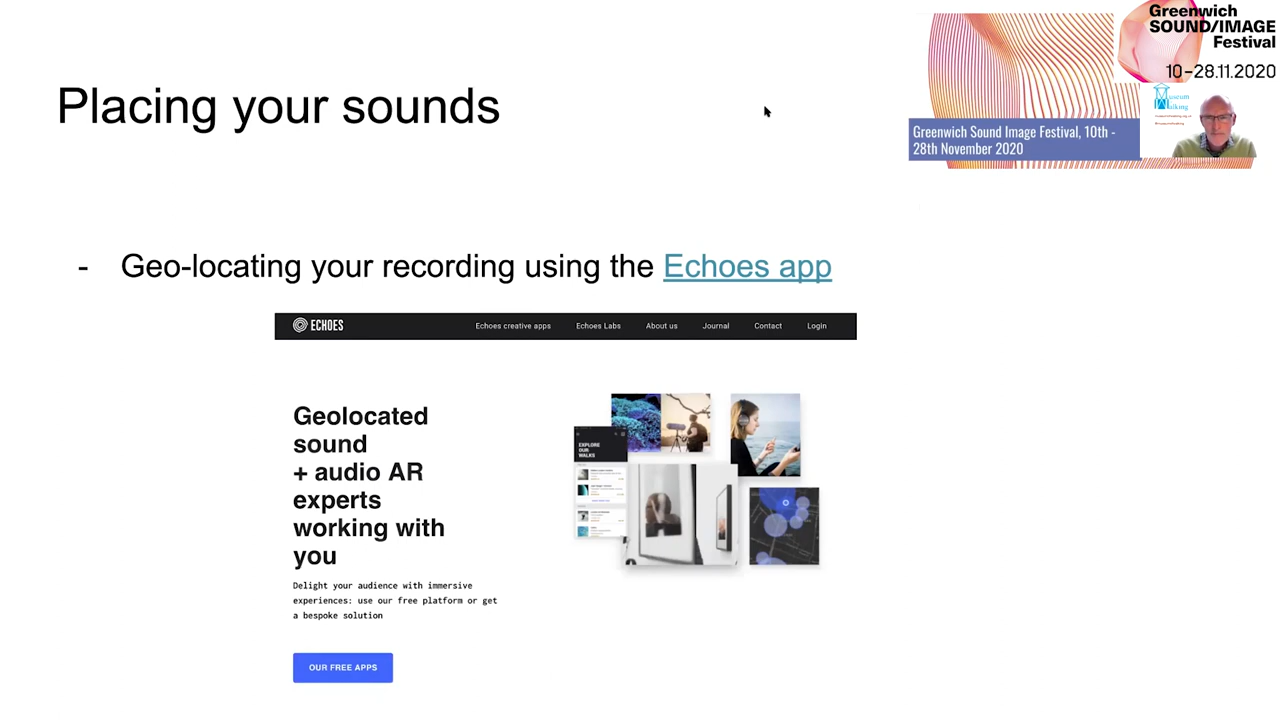 Greenwich
SOUND/IMAGE
Festival
10–28.11.2020
Placing your sounds
Museum
Walking
Greenwich Sound Image Festival, 10th -
28th November 2020
- Geo-locating your recording using the Echoes app
ECHOES
Echoes creative apps
Echoes Labs
About us
Journal
Contact
Login
Geolocated
sound
+ audio AR
experts
working with
you
EXPLORE
OUR
WALKS
Delight your audience with immersive
experiences: use our free platform or get
a bespoke solution
OUR FREE APPS